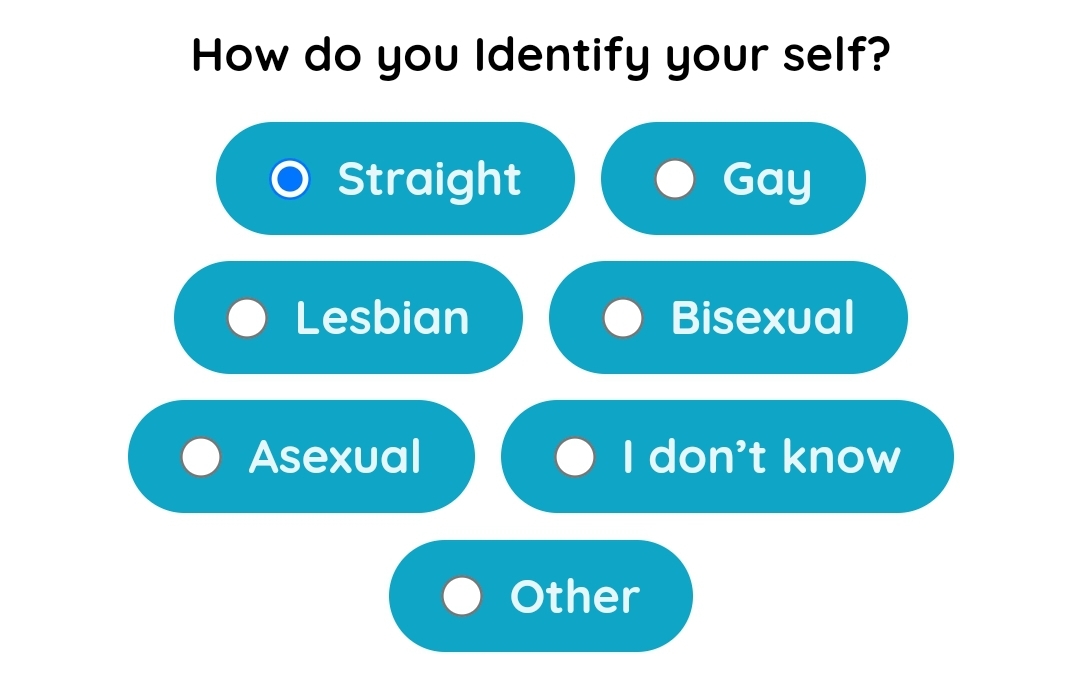 How do you Identify your self?
Straight Gay
Lesbian Bisexual
Asexual I don’t know
Other